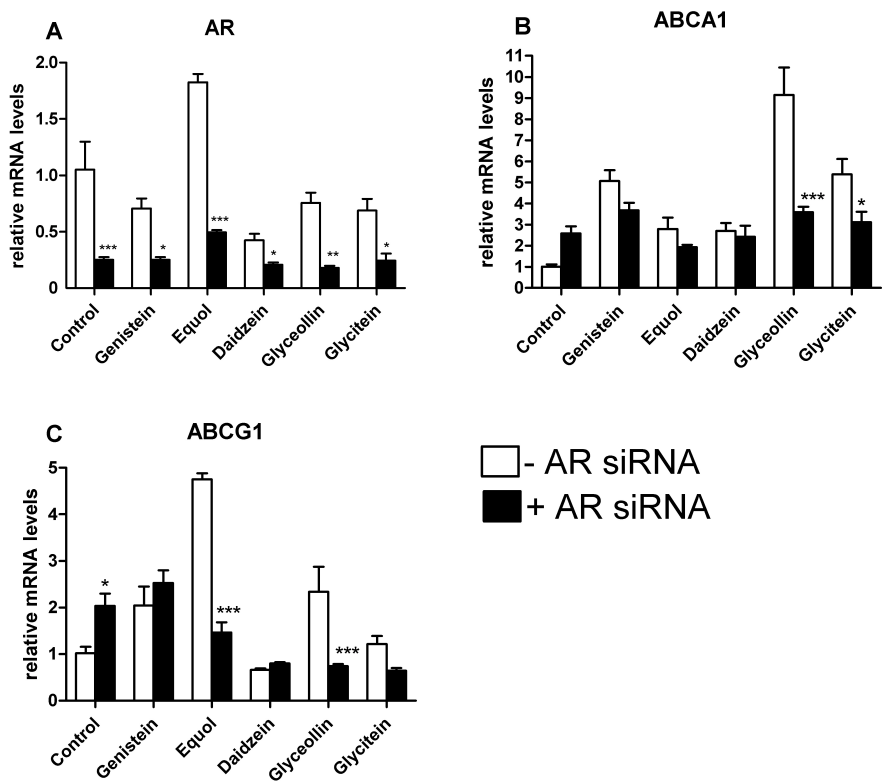 A
AR
relative mRNA levels
2.0
1.5
1.0
0.5
0
***
*
***
*
**
*
Control
Genistein
Equol
Daidzein
Glyceollin
Glycitein
B
ABCA1
relative mRNA levels
11
10
9
8
7
6
5
4
3
2
1
0
***
*
Control
Genistein
Equol
Daidzein
Glyceollin
Glycitein
C
ABCG1
relative mRNA levels
5
4
3
2
1
0
*
***
***
Control
Genistein
Equol
Daidzein
Glyceollin
Glycitein
- AR siRNA
+ AR siRNA